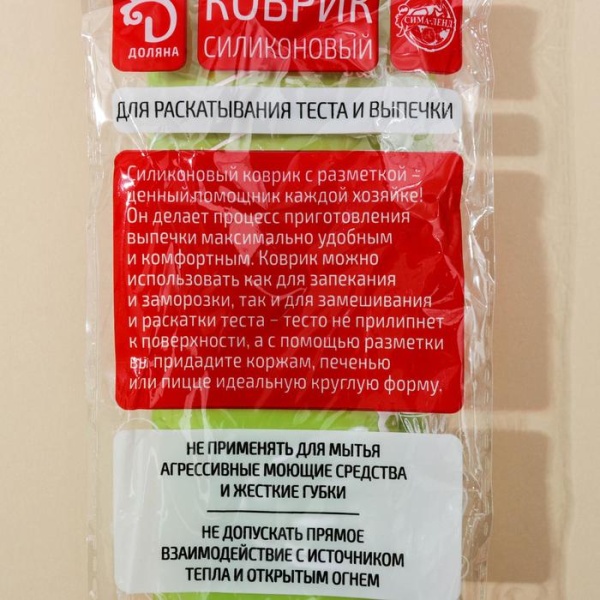 КОВРИК
СИЛИКОНОВЫЙ
ДОЛЯНА
СИМА-ЛЕНД
ДЛЯ РАСКАТЫВАНИЯ ТЕСТА И ВЫПЕЧКИ
Силиконовый коврик с разметкой –
ценный помощник каждой хозяйке!
Он делает процесс приготовления
выпечки максимально удобным
и комфортным. Коврик можно
использовать как для запекания
и заморозки, так и для замешивания
и раскатки теста – тесто не прилипнет
к поверхности, а с помощью разметки
вы придадите коржам, печенью
или пицце идеальную круглую форму.
НЕ ПРИМЕНЯТЬ ДЛЯ МЫТЬЯ
АГРЕССИВНЫЕ МОЮЩИЕ СРЕДСТВА
И ЖЕСТКИЕ ГУБКИ
НЕ ДОПУСКАТЬ ПРЯМОЕ
ВЗАИМОДЕЙСТВИЕ С ИСТОЧНИКОМ
ТЕПЛА И ОТКРЫТЫМ ОГНЕМ